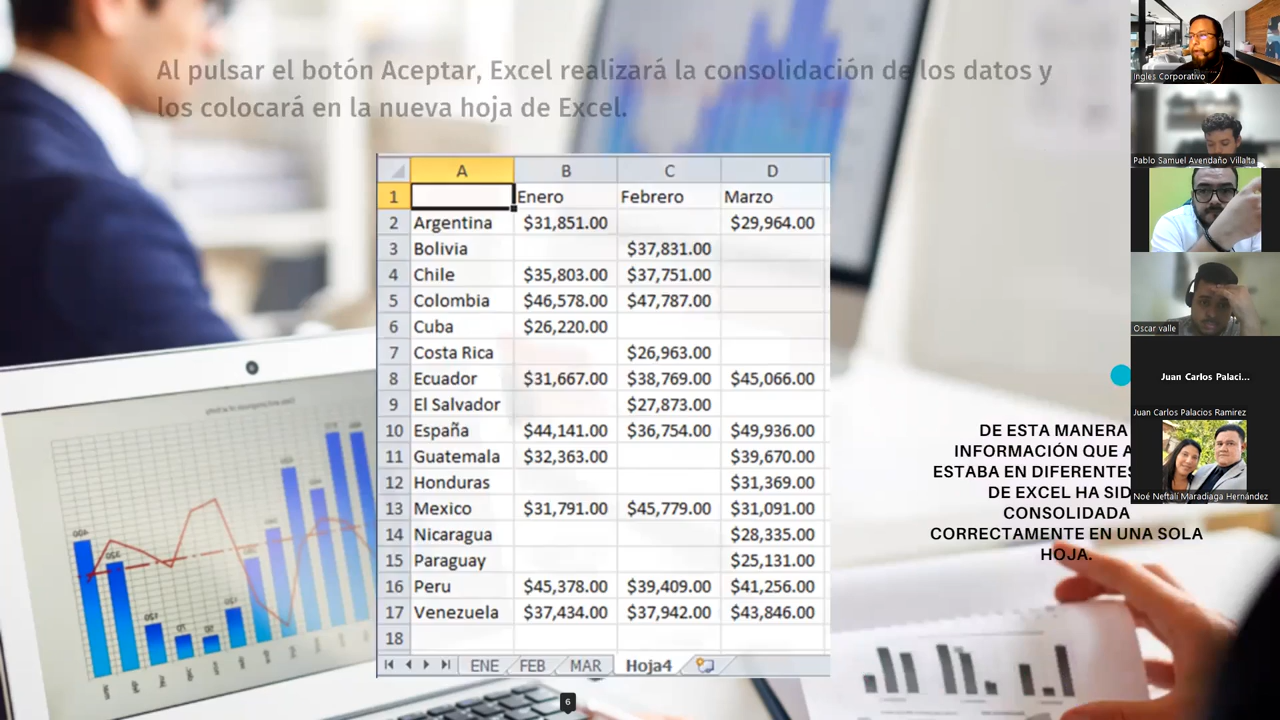 Al pulsar el botón Aceptar, Excel realizará la consolidación de los datos y
los colocará en la nueva hoja de Excel.
A B C D
1 Enero Febrero Marzo
2 Argentina $31,851.00 $29,964.00
3 Bolivia $37,831.00
4 Chile $35,803.00 $37,751.00
5 Colombia $46,578.00 $47,787.00
6 Cuba $26,220.00
7 Costa Rica $26,963.00
8 Ecuador $31,667.00 $38,769.00 $45,066.00
9 El Salvador $27,873.00
10 España $44,141.00 $36,754.00 $49,936.00
11 Guatemala $32,363.00 $39,670.00
12 Honduras $31,369.00
13 Mexico $31,791.00 $45,779.00 $31,091.00
14 Nicaragua $28,335.00
15 Paraguay $25,131.00
16 Peru $45,378.00 $39,409.00 $41,256.00
17 Venezuela $37,434.00 $37,942.00 $43,846.00
18
ENE FEB MAR Hoja4
6
DE ESTA MANERA
INFORMACIÓN QUE
ESTABA EN DIFERENTES
DE EXCEL HA
CONSOLIDADA
CORRECTAMENTE EN UNA SOLA
HOJA.
Ingles Corporativo
Pablo Samuel Avendaño Villalta
Oscar valle
Juan Carlos Palaci...
Juan Carlos Palacios Ramirez
Noé Neftalí Maradiaga Hernández